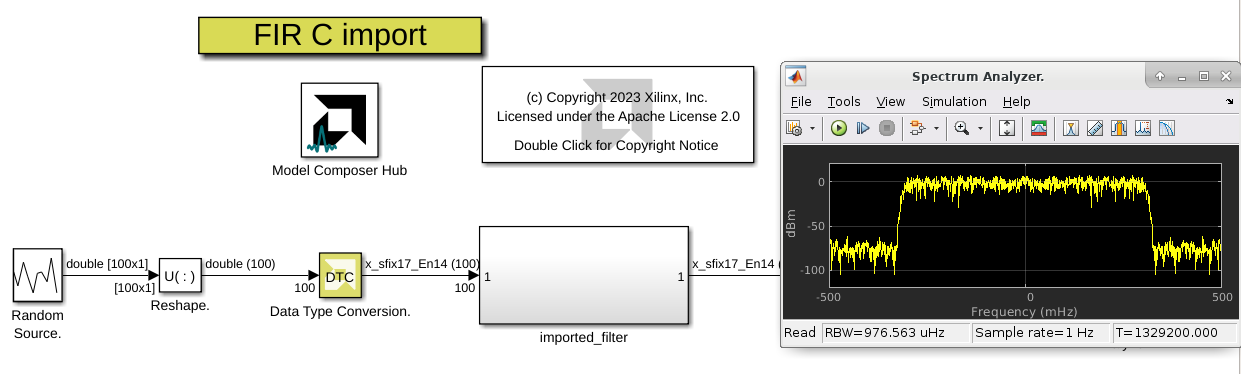 FIR C import
(c) Copyright 2023 Xilinx, Inc.
Licensed under the Apache License 2.0
Double Click for Copyright Notice
Model Composer Hub
double [100x1]
[100x1]
Random
Source.
U( : )
Reshape.
double (100)
100
DTC
Data Type Conversion.
x_sfix17_En14 (100)
100
1
1
imported_filter
x_sfix17_En14 (
Spectrum Analyzer.
File Tools View Simulation Help
dBm
0
-50
-100
-500
0
500
Frequency (mHz)
Read RBW=976.563 uHz Sample rate=1 Hz T=1329200.000